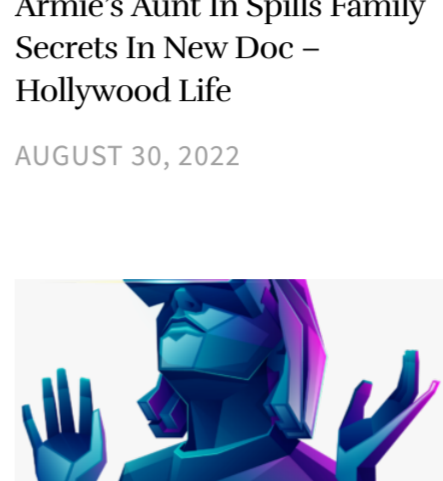 Armie's Aunt In Spills Family
Secrets In New Doc –
Hollywood Life
AUGUST 30, 2022